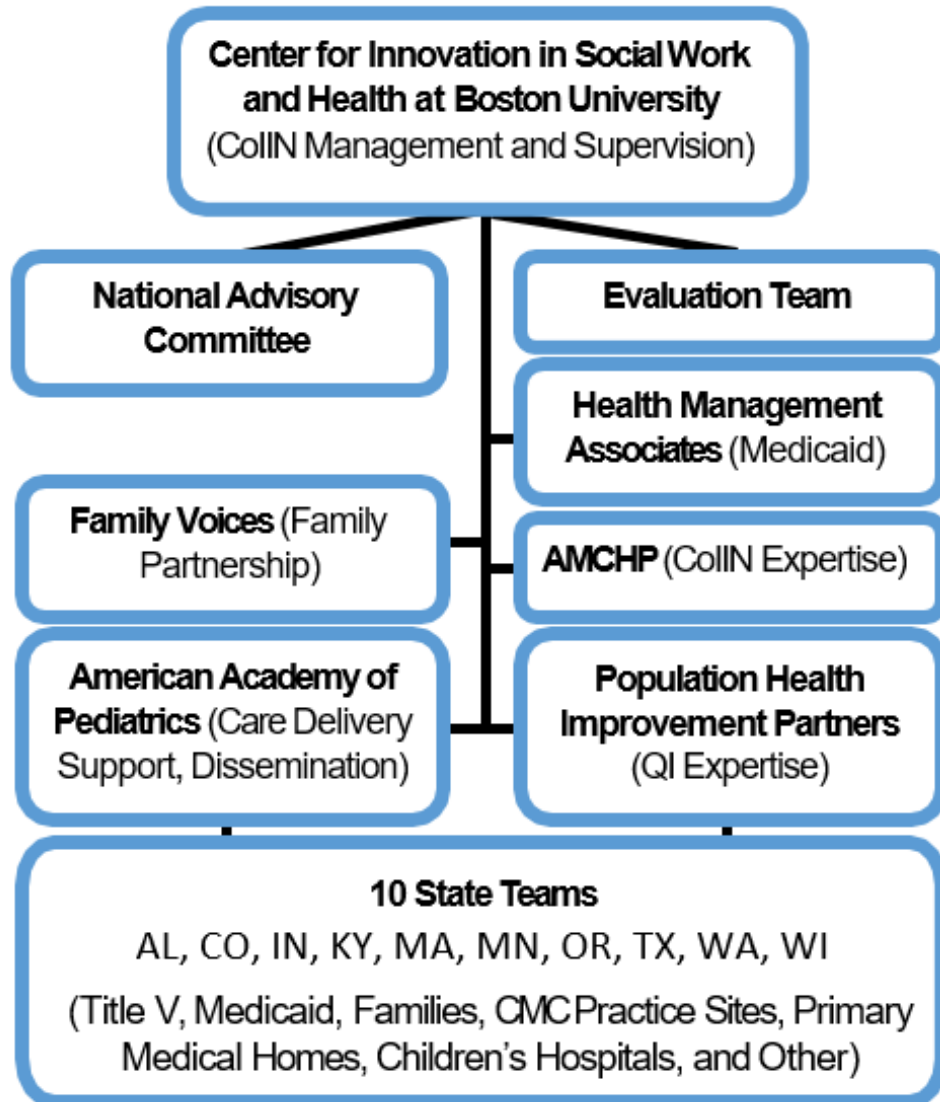 Center for Innovation in Social Work
and Health at Boston University
(CoIIN Management and Supervision)
National Advisory
Committee
Evaluation Team
Health Management
Associates (Medicaid)
Family Voices (Family
Partnership)
AMCHP (CoIIN Expertise)
American Academy of
Pediatrics (Care Delivery
Support, Dissemination)
Population Health
Improvement Partners
(QI Expertise)
10 State Teams
AL, CO, IN, KY, MA, MN, OR, TX, WA, WI
(Title V, Medicaid, Families, CMC Practice Sites, Primary
Medical Homes, Children’s Hospitals, and Other)